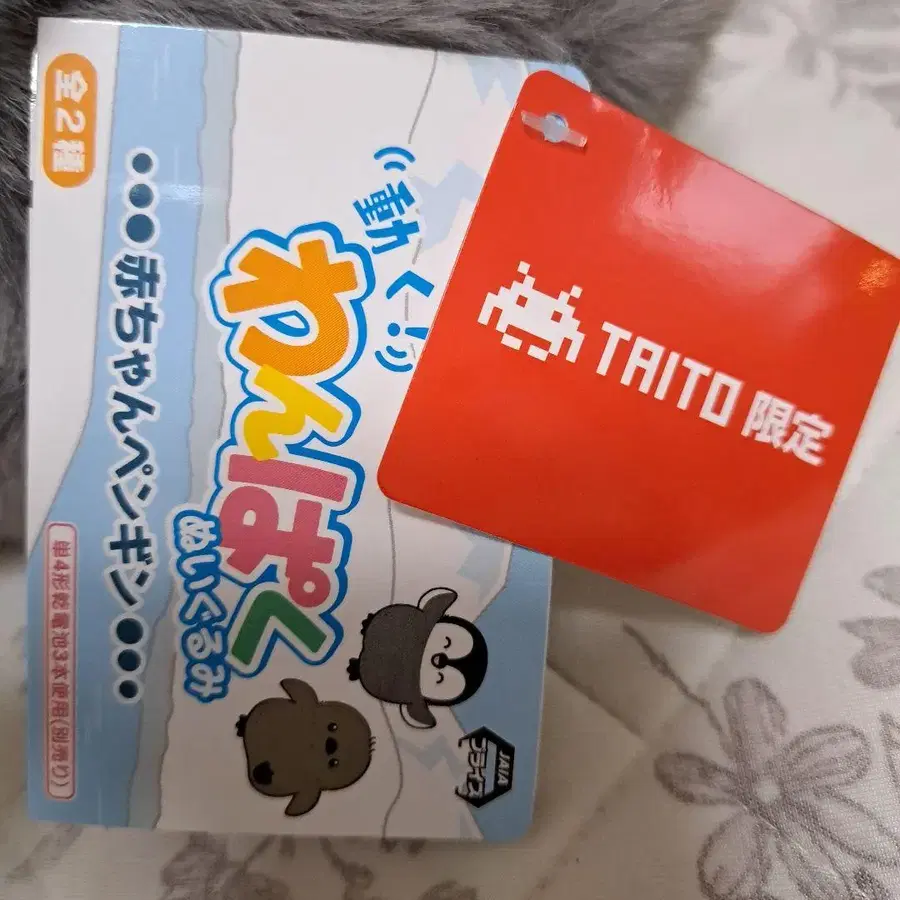 動く!
わんぱく
ぬいぐるみ
•••赤ちゃんペンギン•••
全2種
単4形乾電池3本使用(別売り)
JAIA
プライズ
TAITO 限定